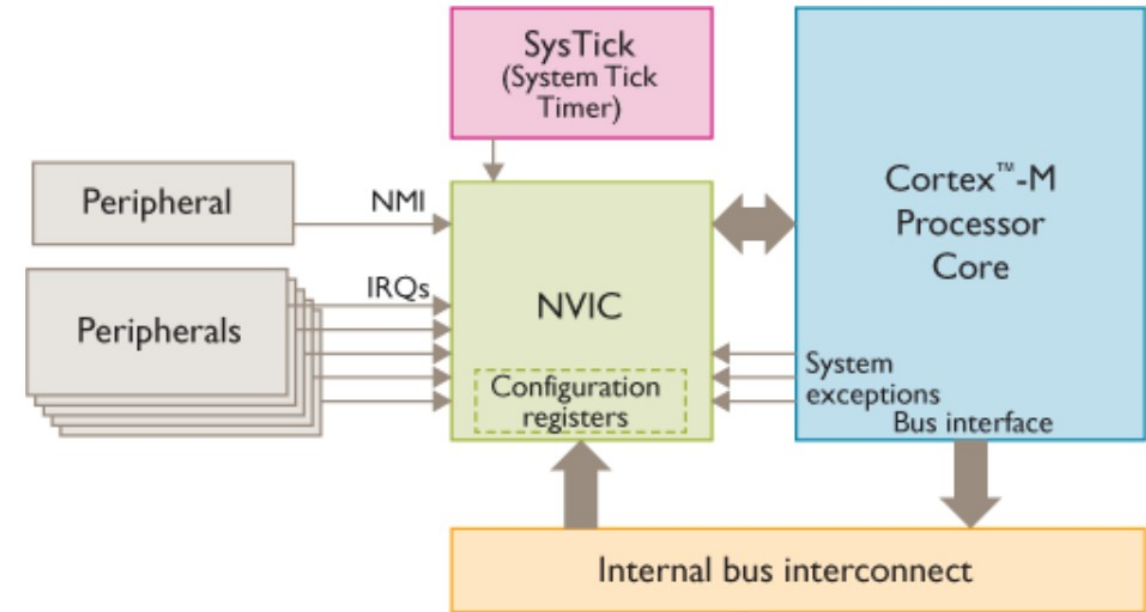 SysTick
(System Tick
Timer)
Peripheral
NMI
Cortex™-M
Processor
Core
IRQs
Peripherals
NVIC
Configuration
registers
System
exceptions
Bus interface
Internal bus interconnect